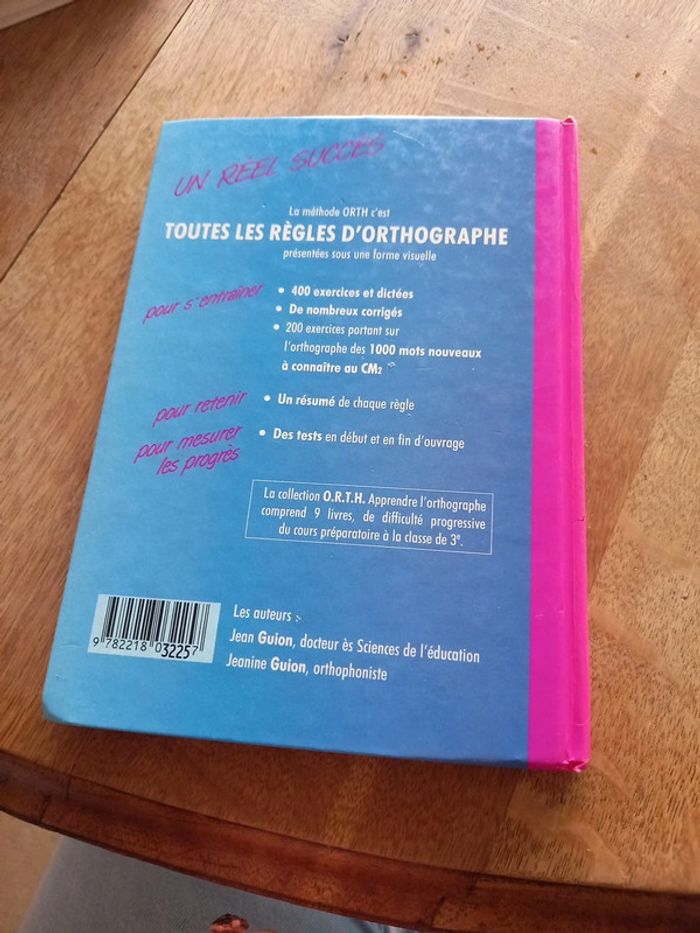 UN RÉEL SUCCÈS
La méthode ORTH c'est
TOUTES LES RÈGLES D'ORTHOGRAPHE
présentées sous une forme visuelle
pour s'entraîner
• 400 exercices et dictées
• De nombreux corrigés
• 200 exercices portant sur
l'orthographe des 1000 mots nouveaux
à connaître au CM2
pour retenir
• Un résumé de chaque règle
pour mesurer
les progrès
• Des tests en début et en fin d'ouvrage
La collection O.R.T.H. Apprendre l'orthographe
comprend 9 livres, de difficulté progressive
du cours préparatoire à la classe de 3e.
9 782218 032257
Les auteurs :
Jean Guion, docteur ès Sciences de l'éducation
Jeanine Guion, orthophoniste